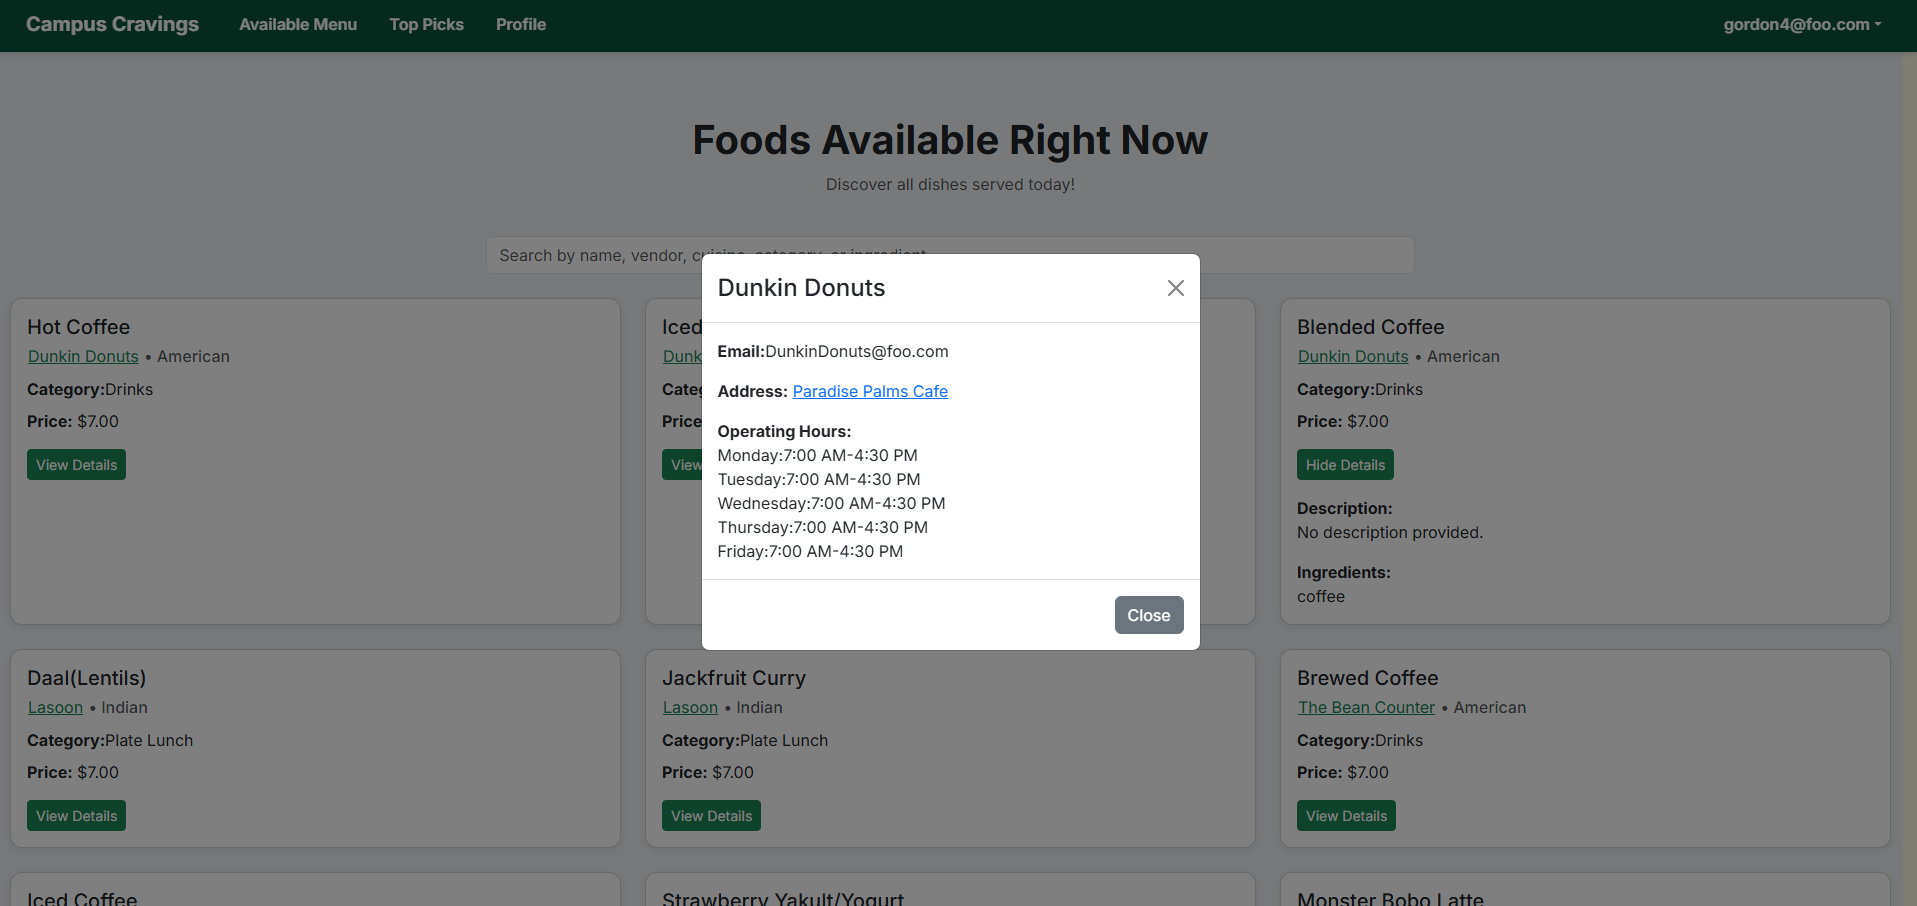 Campus Cravings Available Menu Top Picks Profile gordon4@foo.com
Foods Available Right Now
Discover all dishes served today!
Search by name, vendor, cuisine, category, or ingredient
Dunkin Donuts
Email:DunkinDonuts@foo.com
Address: Paradise Palms Cafe
Operating Hours:
Monday:7:00 AM-4:30 PM
Tuesday:7:00 AM-4:30 PM
Wednesday:7:00 AM-4:30 PM
Thursday:7:00 AM-4:30 PM
Friday:7:00 AM-4:30 PM
Close
Hot Coffee
Dunkin Donuts • American
Category:Drinks
Price: $7.00
View Details
Iced
Dunk
Categ
Price
View
Blended Coffee
Dunkin Donuts • American
Category:Drinks
Price: $7.00
Hide Details
Description:
No description provided.
Ingredients:
coffee
Daal(Lentils)
Lasoon • Indian
Category:Plate Lunch
Price: $7.00
View Details
Jackfruit Curry
Lasoon • Indian
Category:Plate Lunch
Price: $7.00
View Details
Brewed Coffee
The Bean Counter • American
Category:Drinks
Price: $7.00
View Details
Iced Coffee
Strawberry Yakult/Yogurt
Monster Bobo Latte